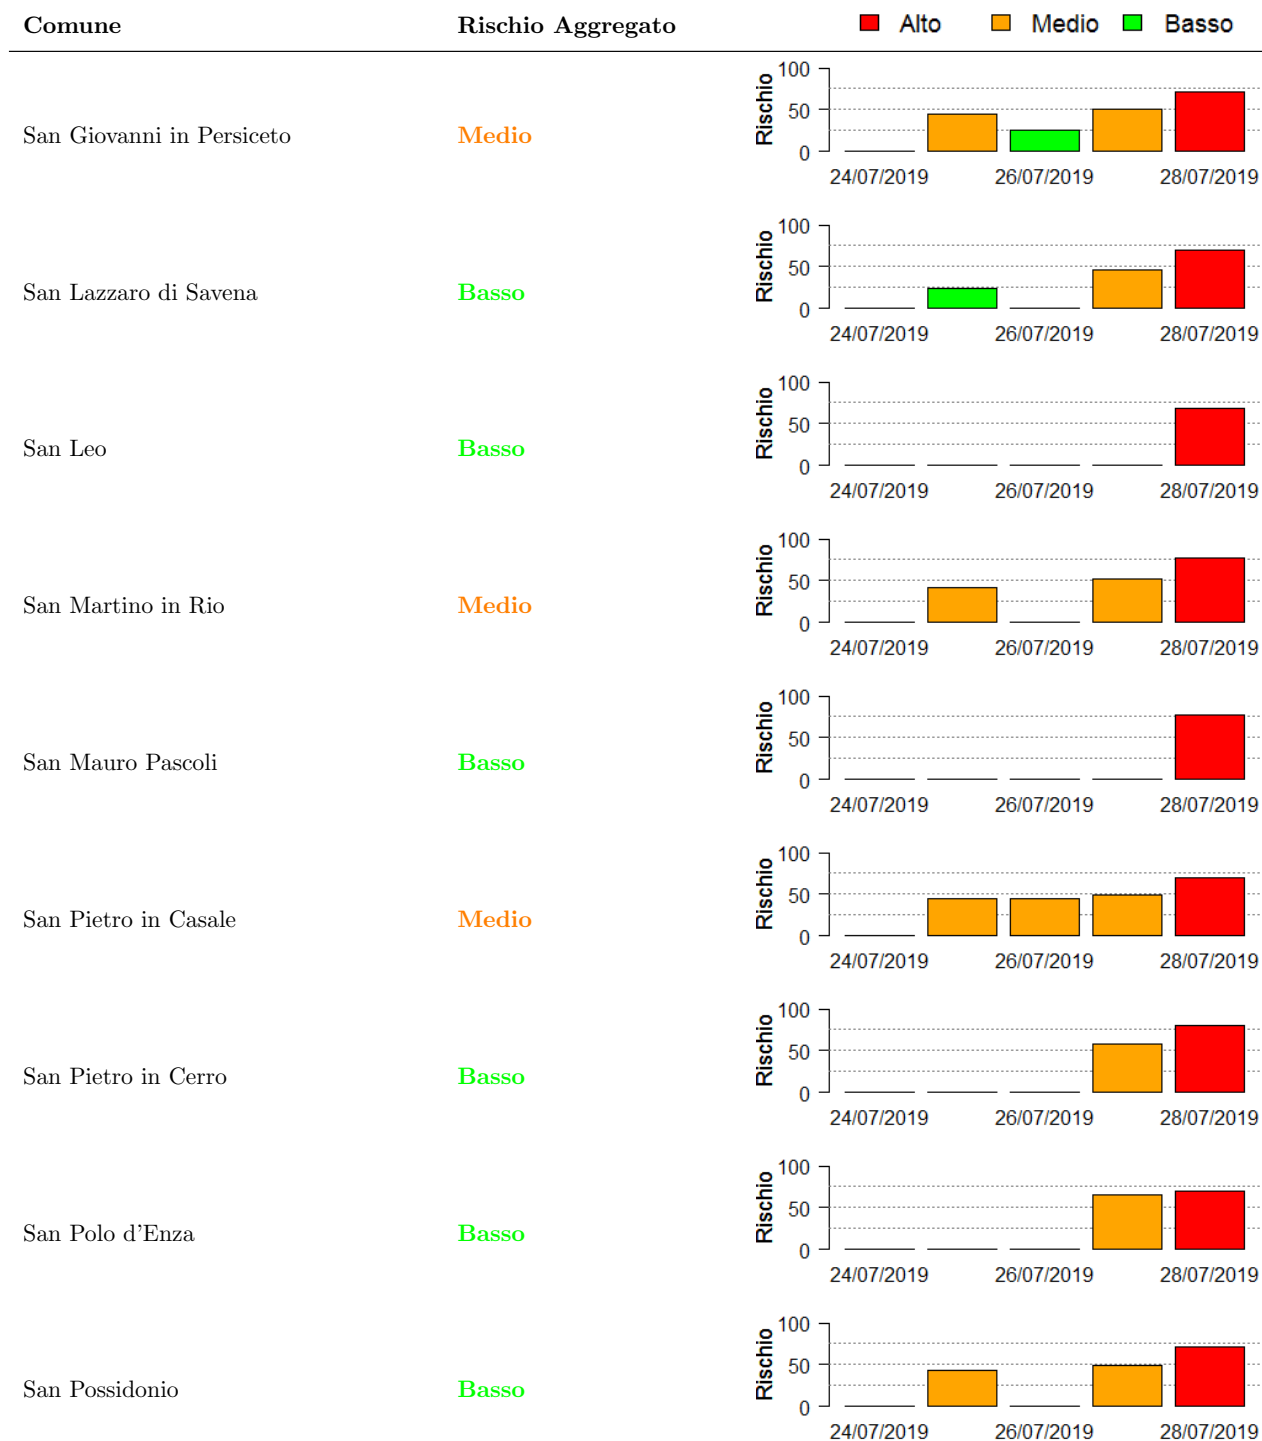 Comune Rischio Aggregato Alto Medio Basso
San Giovanni in Persiceto Medio
Rischio
100
50
0
24/07/2019 26/07/2019 28/07/2019
San Lazzaro di Savena Basso
Rischio
100
50
0
24/07/2019 26/07/2019 28/07/2019
San Leo Basso
Rischio
100
50
0
24/07/2019 26/07/2019 28/07/2019
San Martino in Rio Medio
Rischio
100
50
0
24/07/2019 26/07/2019 28/07/2019
San Mauro Pascoli Basso
Rischio
100
50
0
24/07/2019 26/07/2019 28/07/2019
San Pietro in Casale Medio
Rischio
100
50
0
24/07/2019 26/07/2019 28/07/2019
San Pietro in Cerro Basso
Rischio
100
50
0
24/07/2019 26/07/2019 28/07/2019
San Polo d'Enza Basso
Rischio
100
50
0
24/07/2019 26/07/2019 28/07/2019
San Possidonio Basso
Rischio
100
50
0
24/07/2019 26/07/2019 28/07/2019